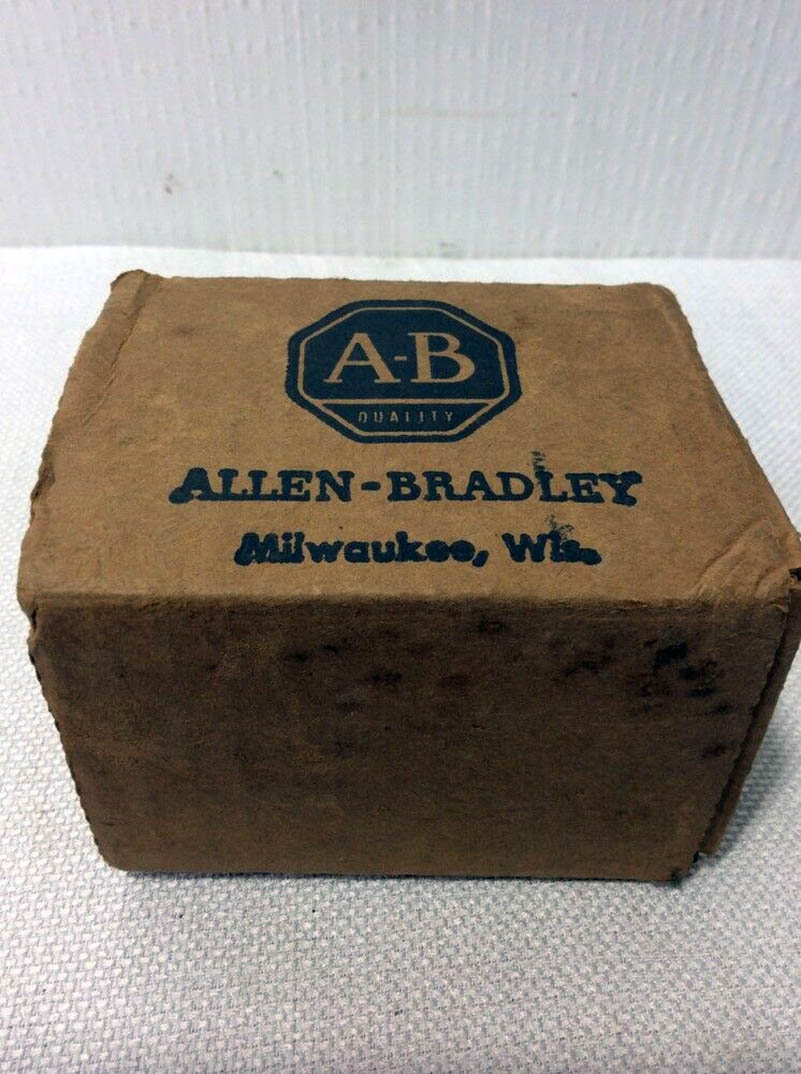 A-B
QUALITY
ALLEN-BRADLEY
Milwaukee, Wis.